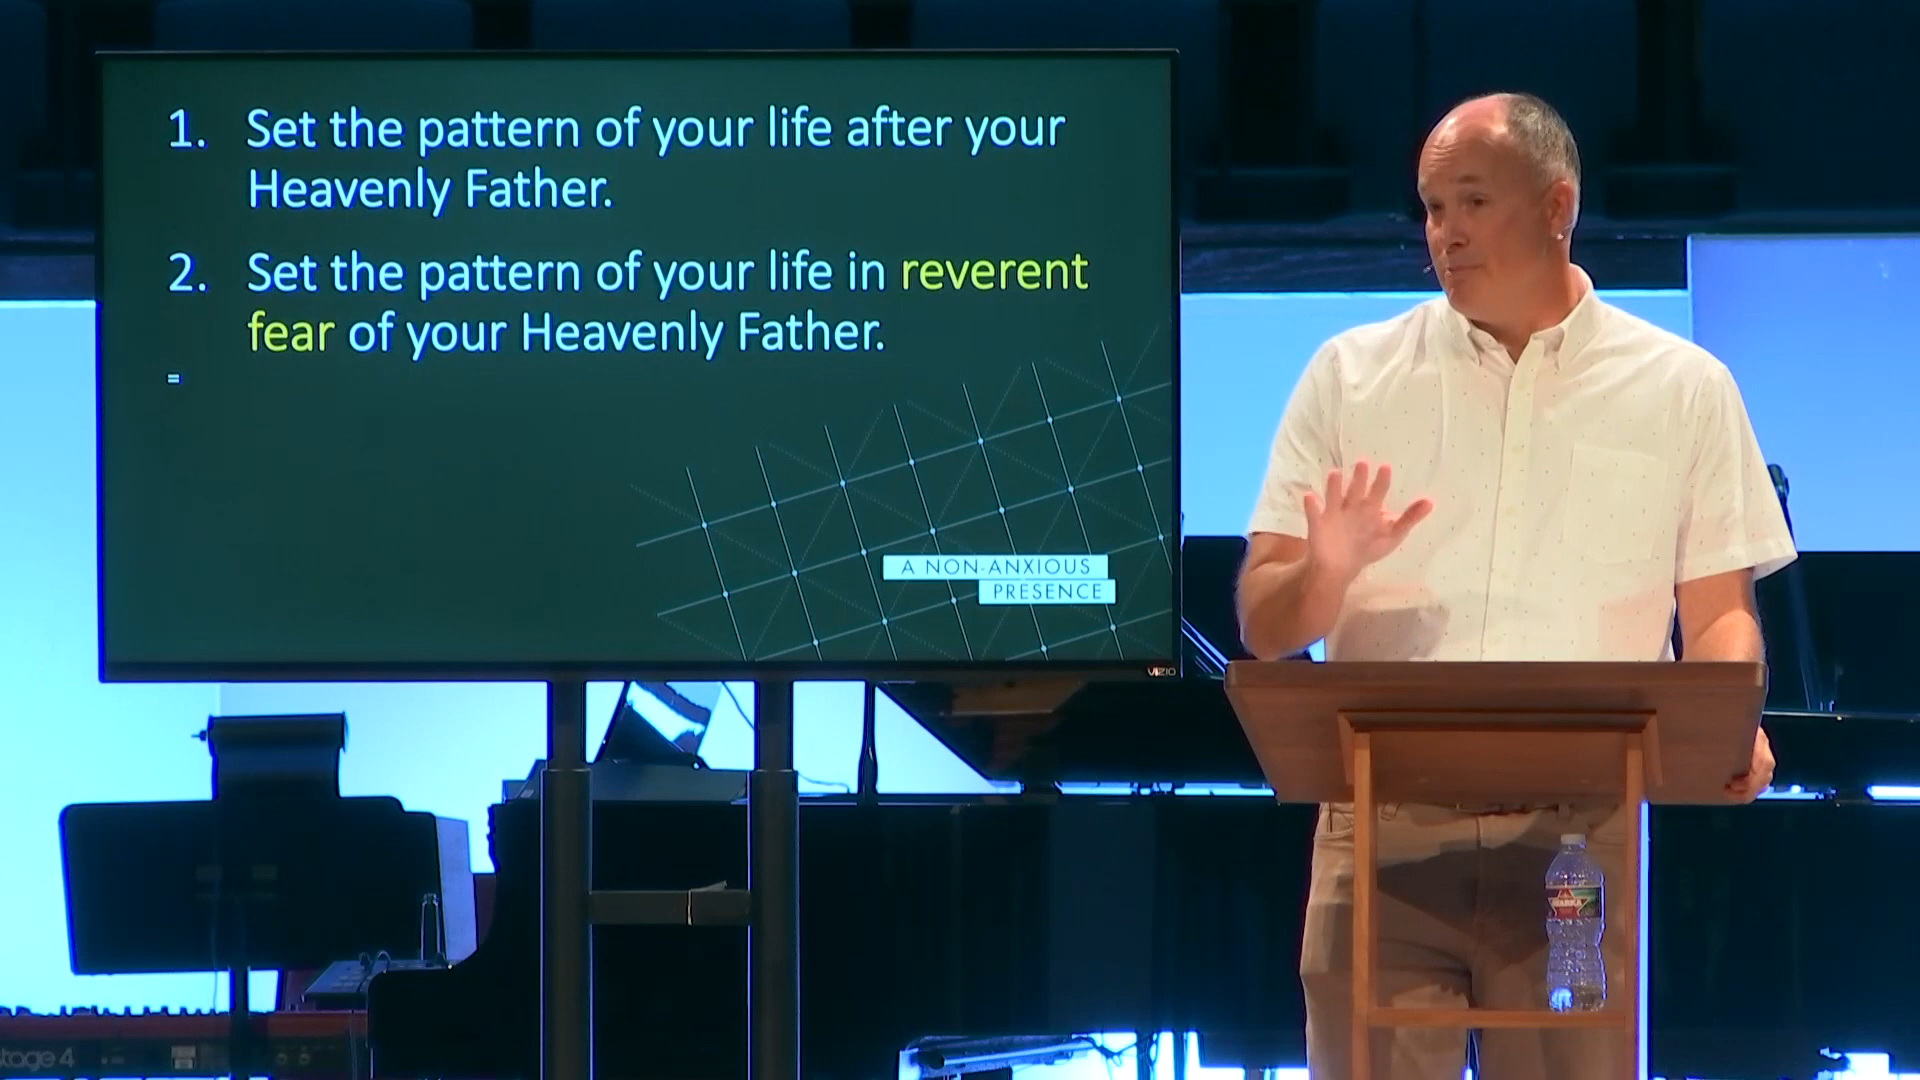 1. Set the pattern of your life after your
Heavenly Father.
2. Set the pattern of your life in reverent
fear of your Heavenly Father.
=
A NON-ANXIOUS
PRESENCE
VIZIO
OZARKA
stage 4